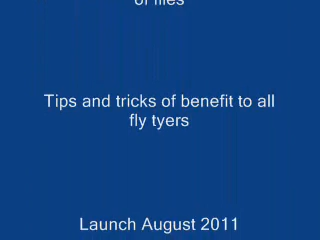 Tips and tricks of benefit to all
fly tyers
Launch August 2011